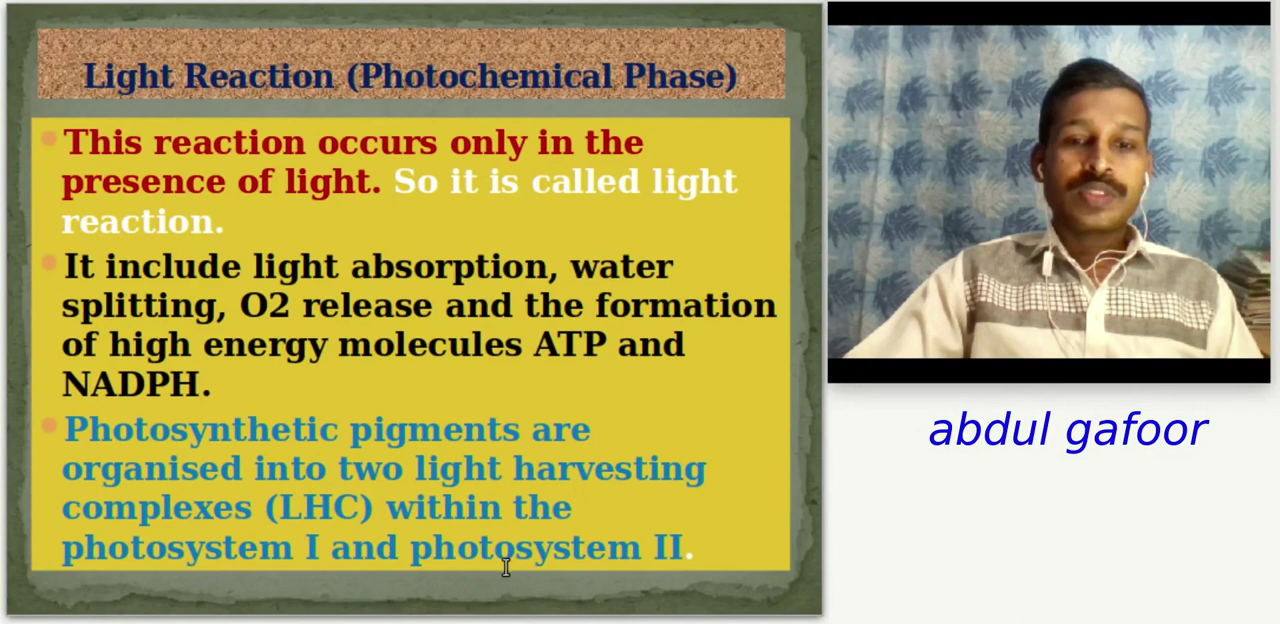 Light Reaction (Photochemical Phase)
This reaction occurs only in the
presence of light. So it is called light
reaction.
It include light absorption, water
splitting, O2 release and the formation
of high energy molecules ATP and
NADPH.
Photosynthetic pigments are
organised into two light harvesting
complexes (LHC) within the
photosystem I and photosystem II.
abdul gafoor